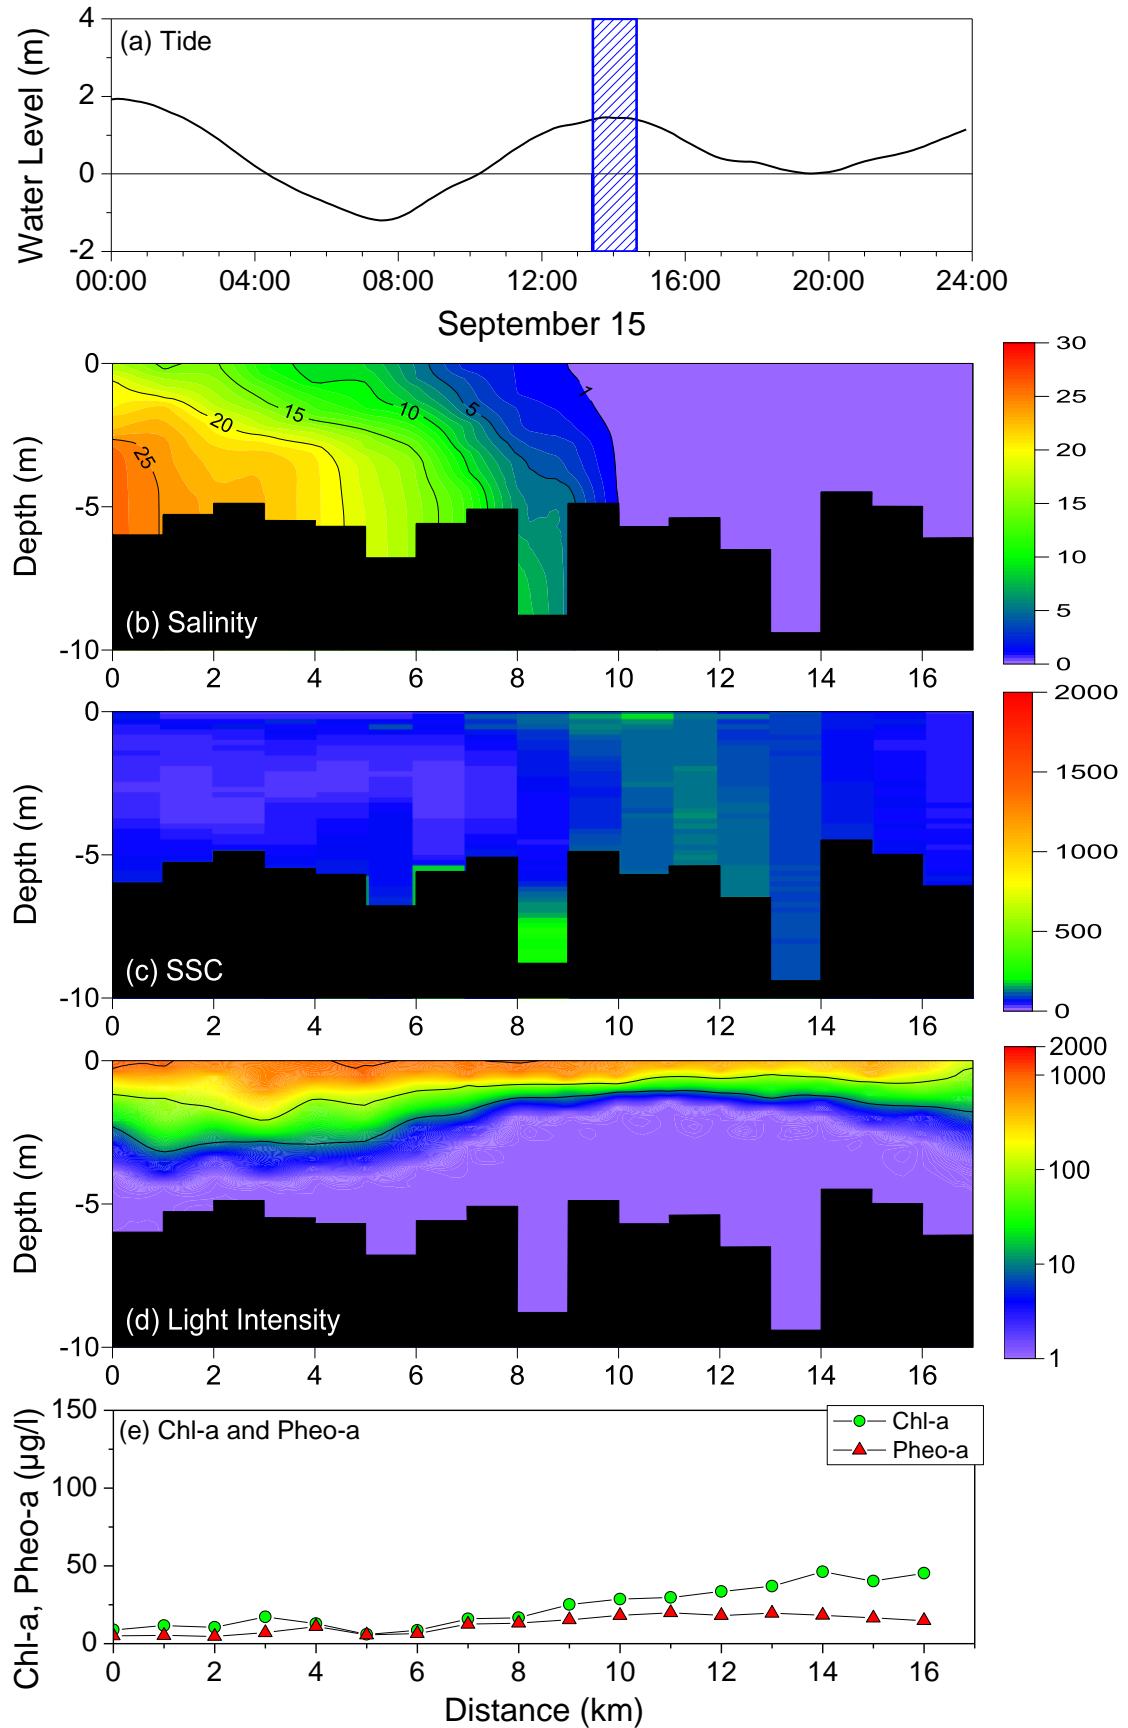 4
2
0
-2
Water Level (m)
(a) Tide
00:00 04:00 08:00 12:00 16:00 20:00 24:00
September 15
0
-5
-10
Depth (m)
25
20
15
10
5
1
(b) Salinity
0 2 4 6 8 10 12 14 16
30
25
20
15
10
5
0
0
-5
-10
Depth (m)
(c) SSC
0 2 4 6 8 10 12 14 16
2000
1500
1000
500
0
0
-5
-10
Depth (m)
(d) Light Intensity
0 2 4 6 8 10 12 14 16
2000
1000
100
10
1
150
100
50
0
Chl-a, Pheo-a (µg/l)
(e) Chl-a and Pheo-a
Chl-a
Pheo-a
0 2 4 6 8 10 12 14 16
Distance (km)